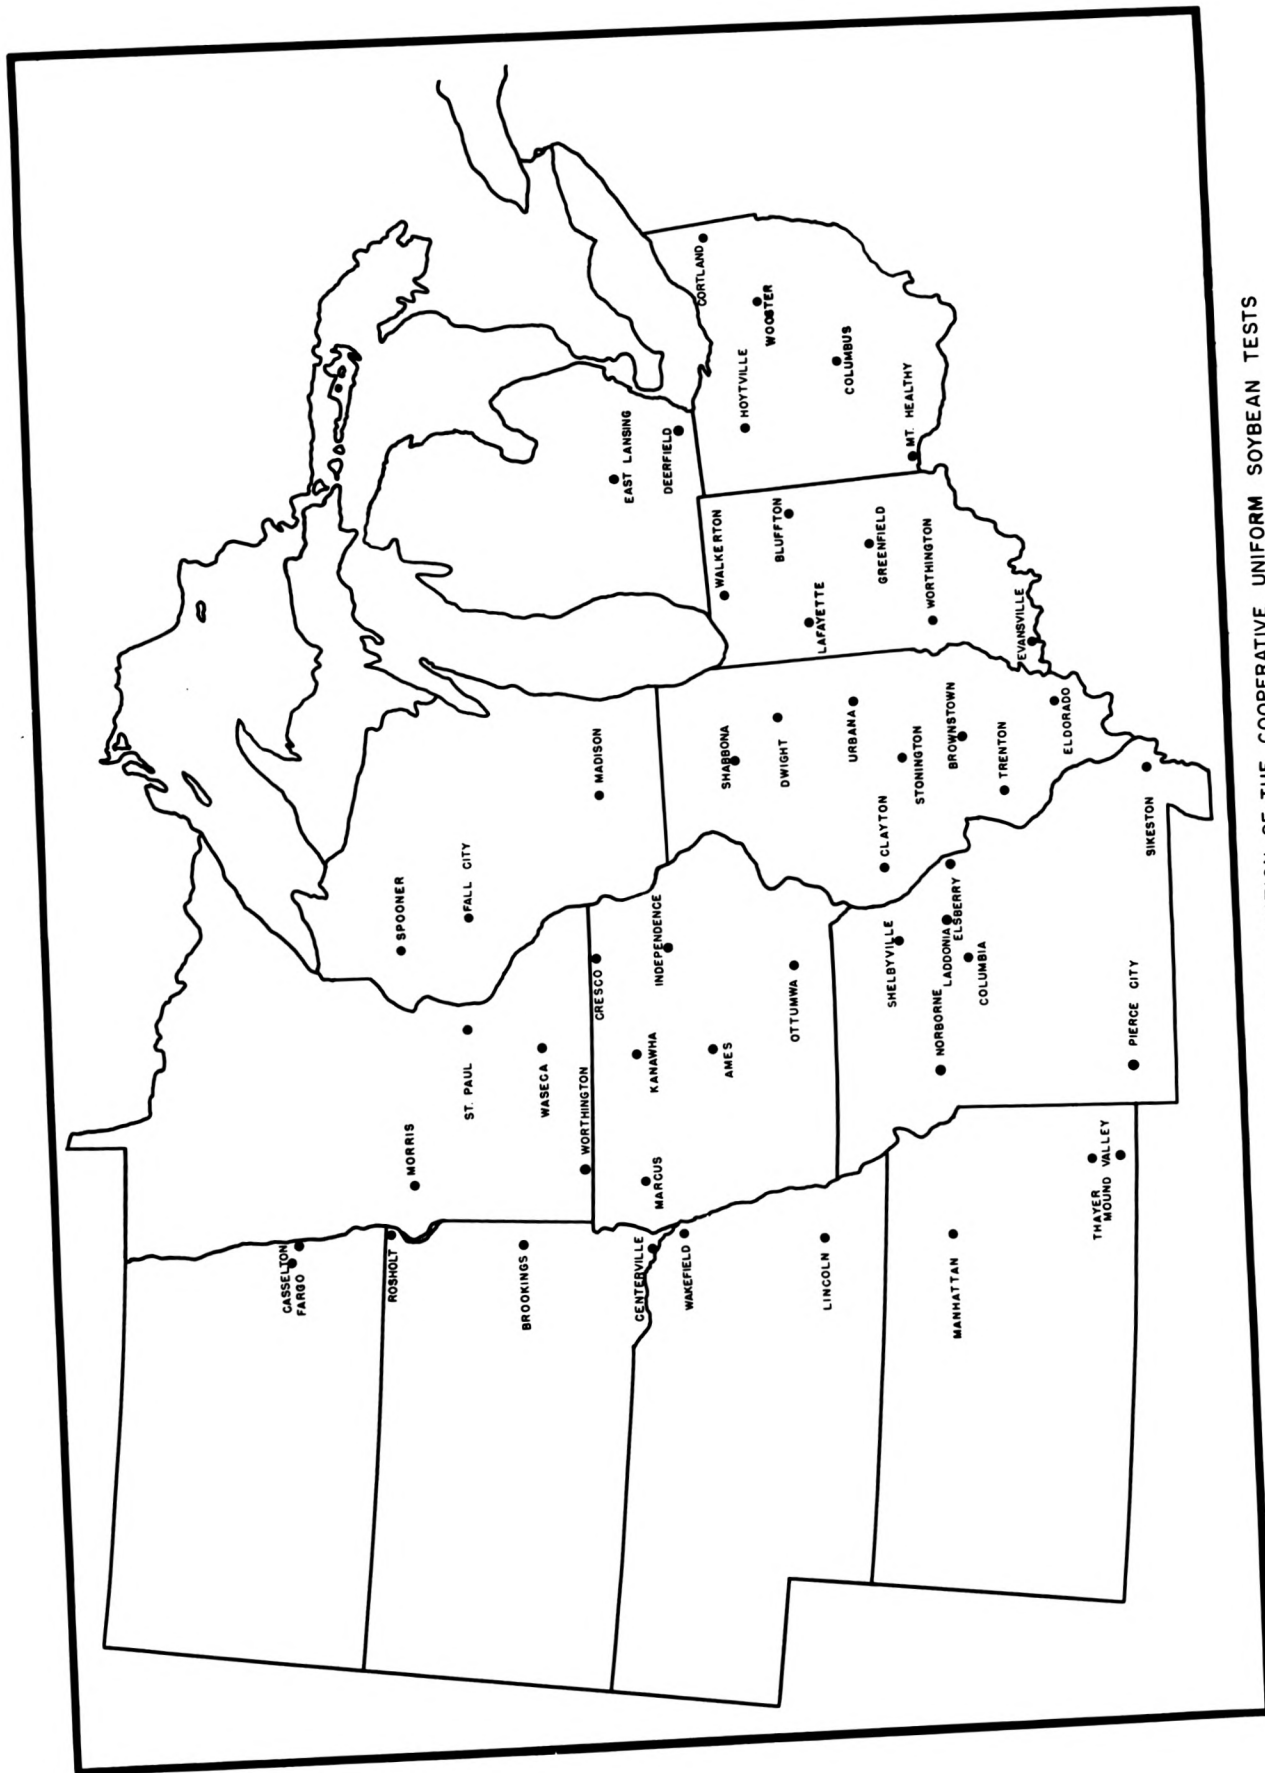 CASSELTON
FARGO
ROSHOLT
BROOKINGS
CENTERVILLE
WAKEFIELD
LINCOLN
MANHATTAN
THAYER
MOUND VALLEY
MORRIS
ST. PAUL
WASECA
WORTHINGTON
SPOONER
FALL CITY
MADISON
CRESCO
INDEPENDENCE
KANAWHA
MARCUS
AMES
OTTUMWA
SHELBYVILLE
NORBORNE
LADDONIA
ELSBERRY
COLUMBIA
PIERCE CITY
SIKESTON
SHABBONA
DWIGHT
URBANA
CLAYTON
STONINGTON
BROWNSTOWN
TRENTON
ELDORADO
EAST LANSING
DEERFIELD
WALKERTON
BLUFFTON
LAFAYETTE
GREENFIELD
WORTHINGTON
EVANSVILLE
CORTLAND
WOOSTER
HOYTVILLE
COLUMBUS
MT. HEALTHY
OF THE COOPERATIVE UNIFORM SOYBEAN TESTS